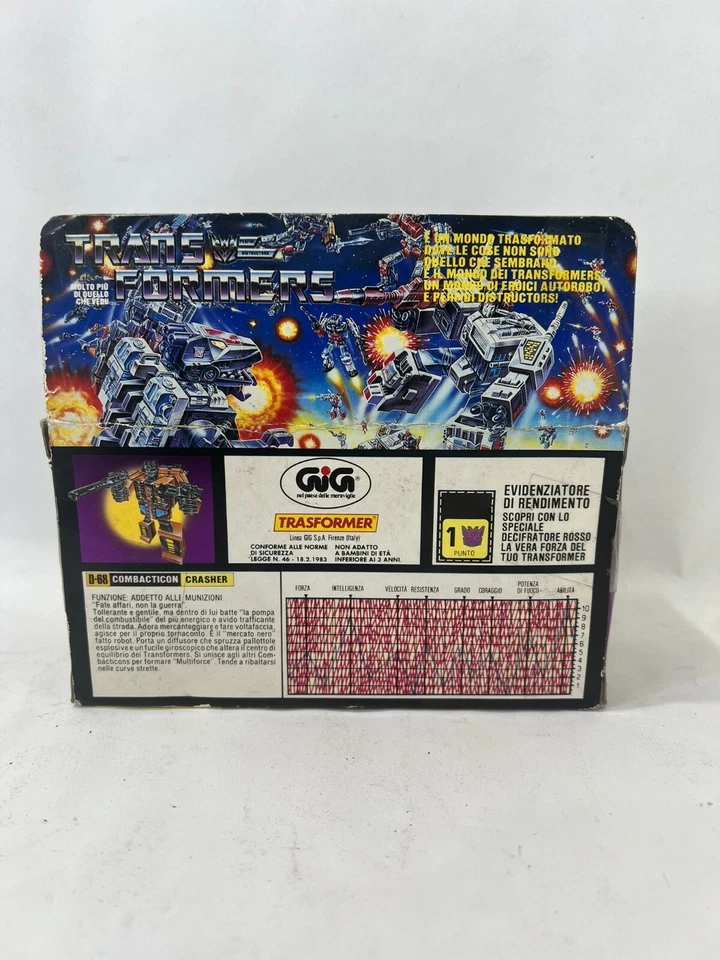 TRANS
FORMERS
DISTRUCTORS
MOLTO PIÙ
DI QUELLO
CHE VEDI!
È UN MONDO TRASFORMATO
DOVE LE COSE NON SONO
QUELLO CHE SEMBRANO
È IL MONDO DEI TRANSFORMERS
UN MONDO DI EROICI AUTOROBOT
E PERFIDI DISTRUCTORS!
GiG
nel paese delle meraviglie
TRASFORMER
Linea GIG S.p.A. Firenze (Italy)
CONFORME ALLE NORME
DI SICUREZZA
LEGGE N. 46 - 18.2.1983
NON ADATTO
A BAMBINI DI ETÀ
INFERIORE AI 3 ANNI.
1
PUNTO
EVIDENZIATORE
DI RENDIMENTO
SCOPRI CON LO
SPECIALE
DECIFRATORE ROSSO
LA VERA FORZA DEL
TUO TRANSFORMER
D-68 COMBACTICON CRASHER
FUNZIONE: ADDETTO ALLE MUNIZIONI
"Fate affari, non la guerra".
Tollerante e gentile, ma dentro di lui batte "la pompa
del combustibile" del più energico e avido trafficante
della strada. Adora mercanteggiare e fare voltafaccia,
agisce per il proprio tornaconto. È il "mercato nero"
fatto robot. Porta un diffusore che spruzza pallottole
esplosive e un fucile giroscopico che altera il centro di
equilibrio dei Transformers. Si unisce agli altri Com-
bacticons per formare "Multiforce". Tende a ribaltarsi
nelle curve strette.
FORZA INTELLIGENZA VELOCITÀ RESISTENZA GRADO CORAGGIO POTENZA DI FUOCO ABILITÀ
10
9
8
7
6
5
4
3
2
1